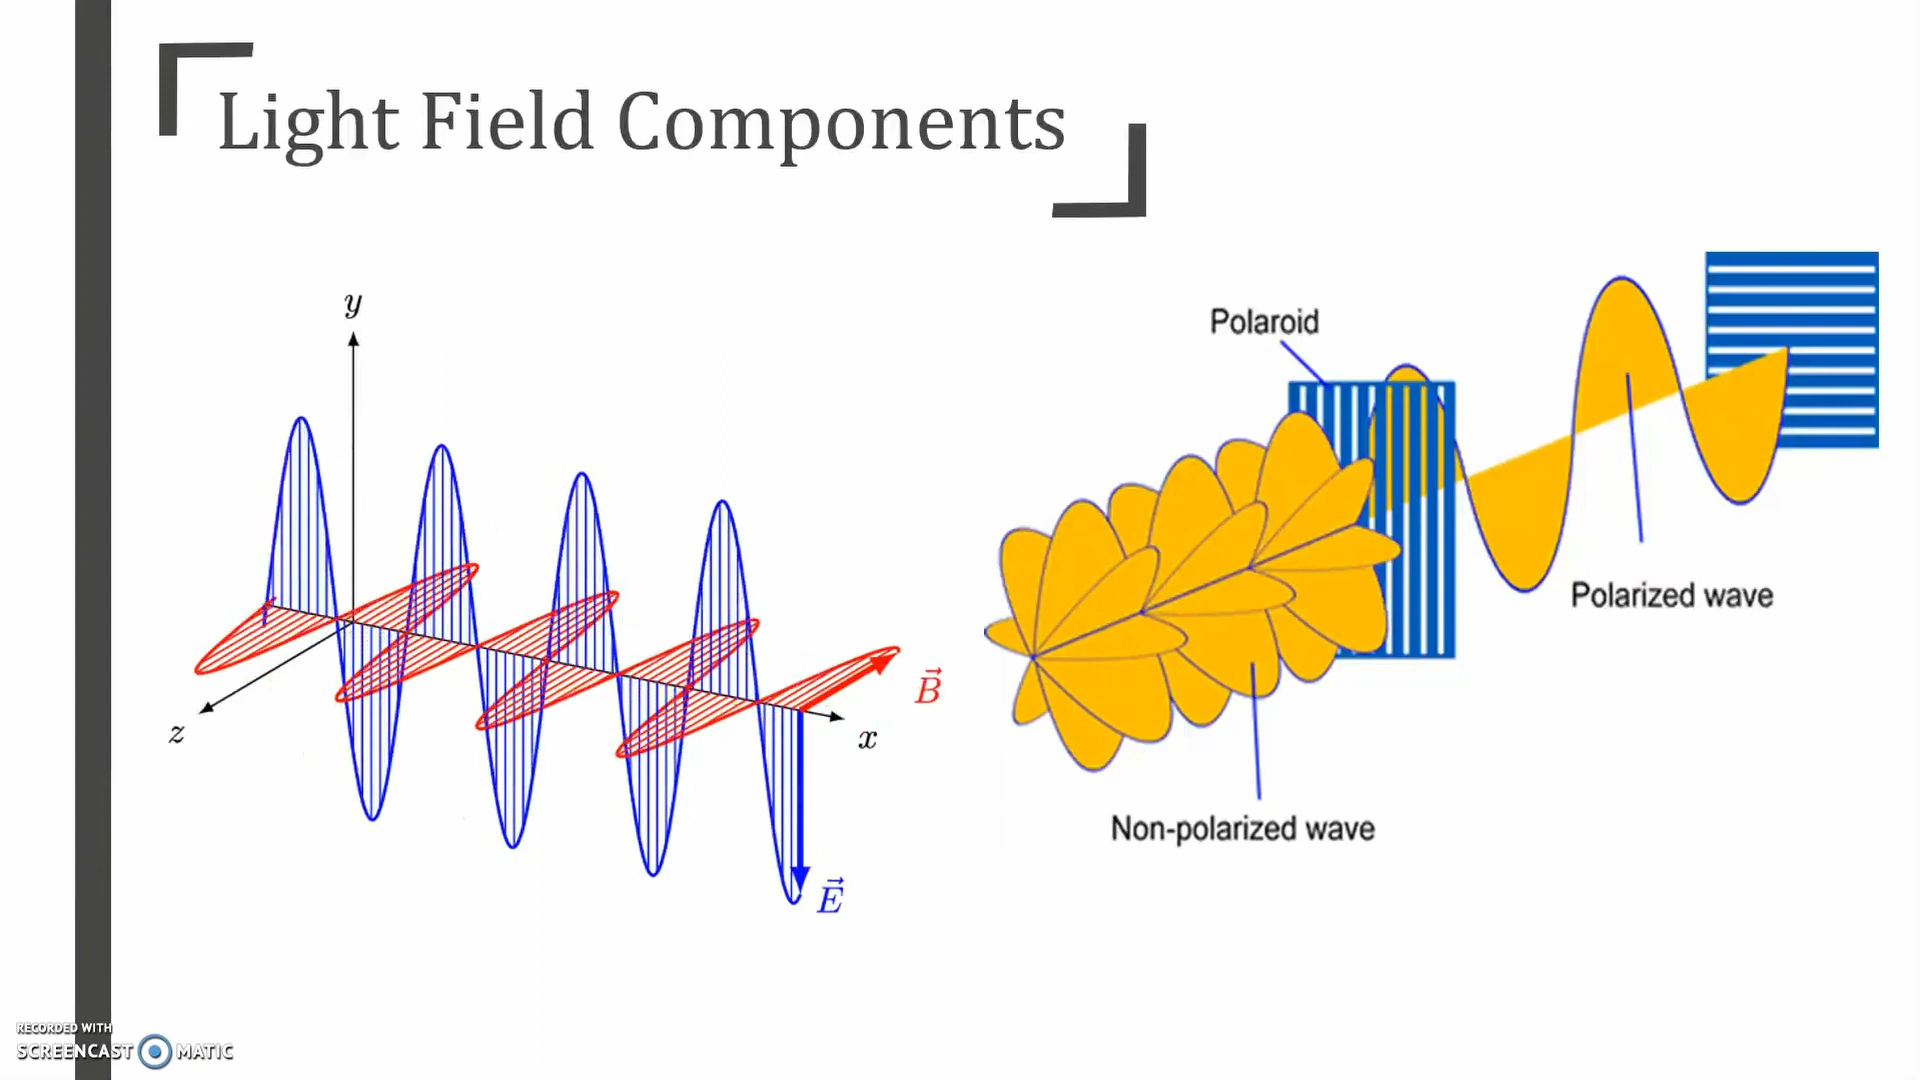 Light Field Components
y
Polaroid
Polarized wave
B
z
x
Non-polarized wave
E
RECORDED WITH
SCREENCAST MATIC